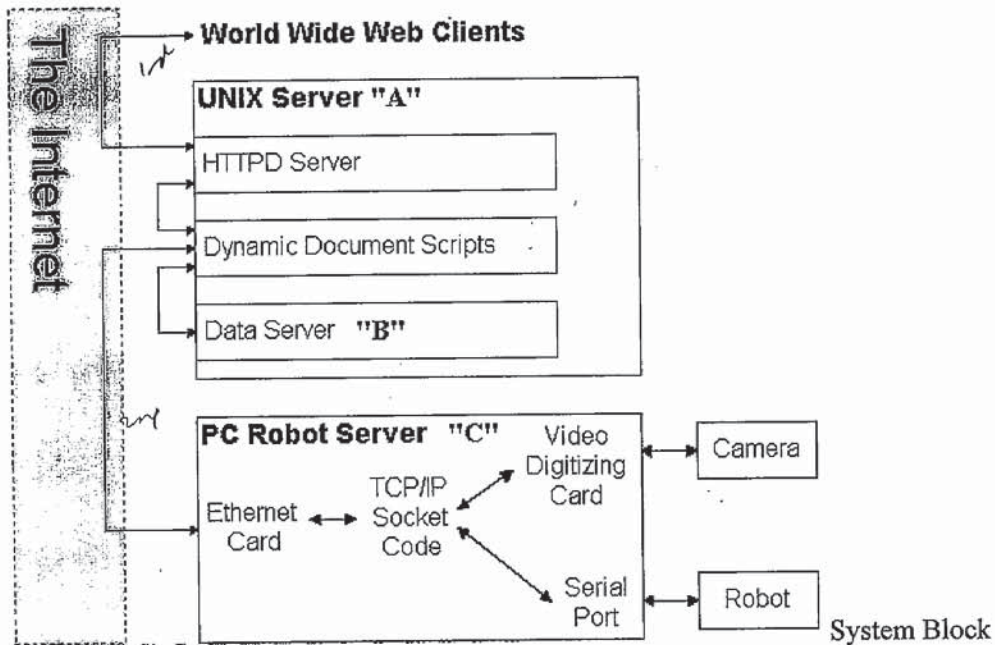 The Internet
World Wide Web Clients
1st
UNIX Server "A"
HTTPD Server
Dynamic Document Scripts
Data Server "B"
PC Robot Server "C"
Video
Digitizing
Card
Camera
TCP/IP
Socket
Code
Ethernet
Card
Serial
Port
Robot
System Block